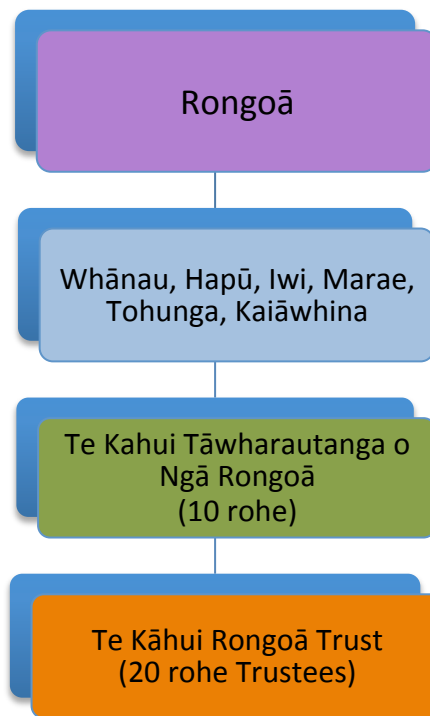 Rongoā
Whānau, Hapū, Iwi, Marae,
Tohunga, Kaiāwhina
Te Kahui Tāwharautanga o
Ngā Rongoā
(10 rohe)
Te Kāhui Rongoā Trust
(20 rohe Trustees)